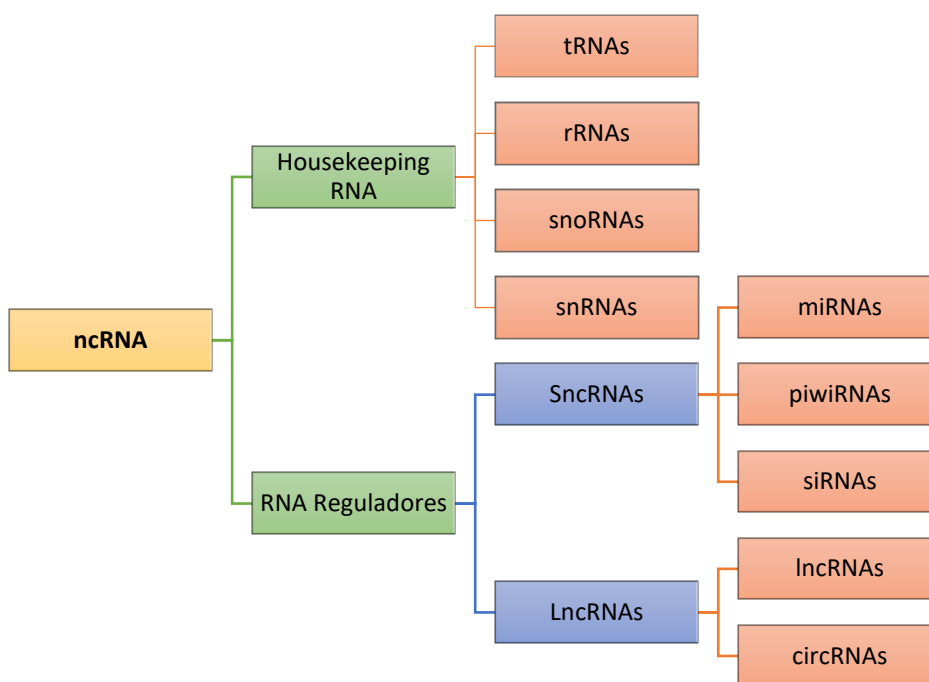 tRNAs
rRNAs
Housekeeping
RNA
snoRNAs
snRNAs
miRNAs
ncRNA
SncRNAs
piwiRNAs
siRNAs
RNA Reguladores
lncRNAs
LncRNAs
circRNAs